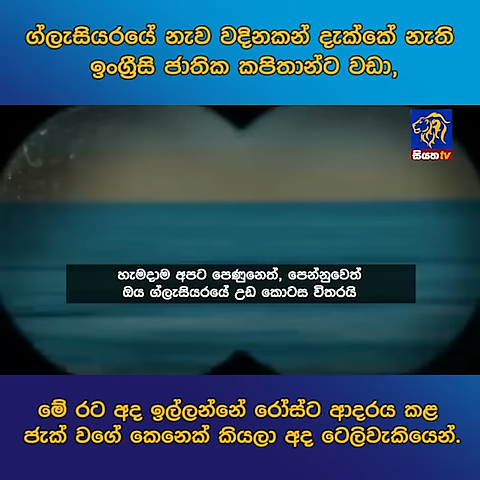 ග්ලැසියරයේ නැව වදිනකන් දැක්කේ නැති
ඉංග්‍රීසි ජාතික කපිතාන්ට වඩා,
සියත tv
හැමදාම අපට පෙණුනෙත්, පෙන්නුවෙත්
ඔය ග්ලැසියරයේ උඩ කොටස විතරයි
මේ රට අද ඉල්ලන්නේ රෝස්ට ආදරය කළ
ජැක් වගේ කෙනෙක් කියලා අද ටෙලිවැකියෙන්.